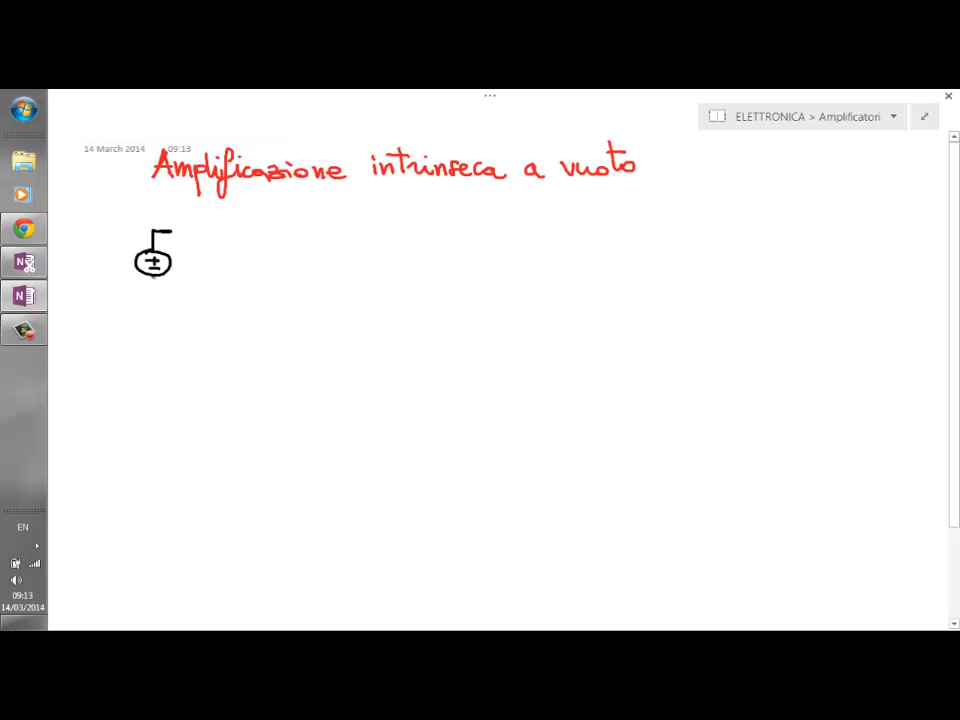 ELETTRONICA > Amplificatori
14 March 2014 09:13
Amplificazione intrinseca a vuoto
±
EN
09:13
14/03/2014